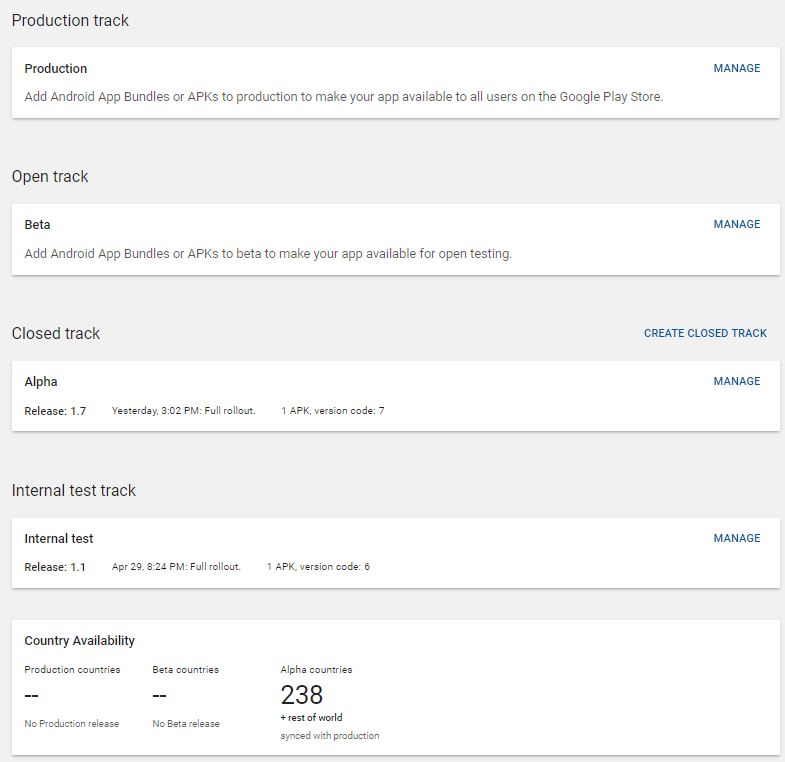 Production track
Production
MANAGE
Add Android App Bundles or APKs to production to make your app available to all users on the Google Play Store.
Open track
Beta
MANAGE
Add Android App Bundles or APKs to beta to make your app available for open testing.
Closed track
CREATE CLOSED TRACK
Alpha
MANAGE
Release: 1.7 Yesterday, 3:02 PM: Full rollout. 1 APK, version code: 7
Internal test track
Internal test
MANAGE
Release: 1.1 Apr 29, 8:24 PM: Full rollout. 1 APK, version code: 6
Country Availability
Production countries
--
No Production release
Beta countries
--
No Beta release
Alpha countries
238
+ rest of world
synced with production